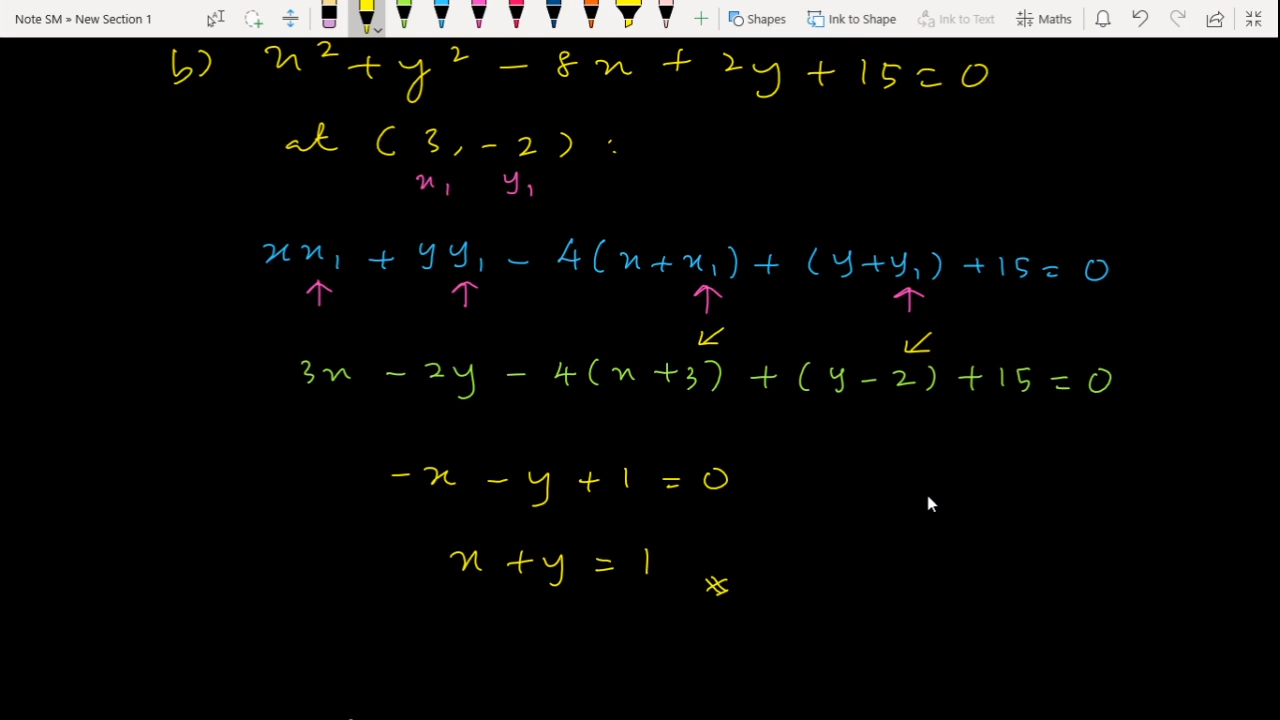 Note SM » New Section 1 Shapes Ink to Shape Ink to Text Maths
b) x² + y² - 8x + 2y + 15 = 0
at (3, -2) :
x₁ y₁
xx₁ + yy₁ - 4(x+x₁) + (y+y₁) + 15 = 0
↑ ↑ ↑ ↑
↙ ↙
3x - 2y - 4(x+3) + (y-2) + 15 = 0
-x - y + 1 = 0
x + y = 1